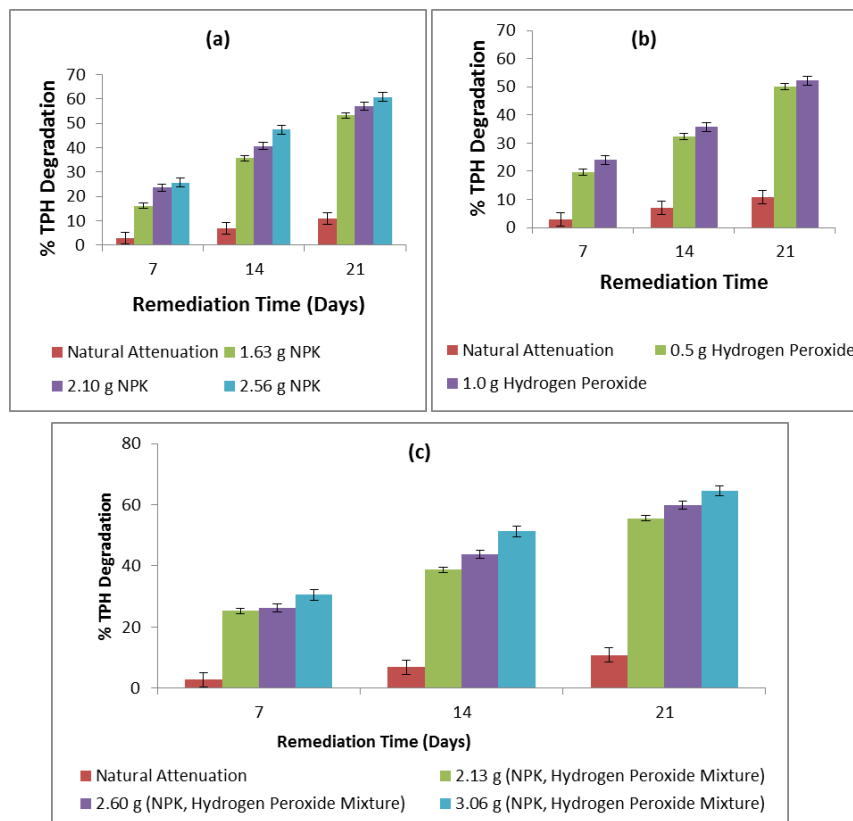 (a)
% TPH Degradation
70
60
50
40
30
20
10
0
7 14 21
Remediation Time (Days)
Natural Attenuation 1.63 g NPK
2.10 g NPK 2.56 g NPK
(b)
% TPH Degradation
70
60
50
40
30
20
10
0
7 14 21
Remediation Time
Natural Attenuation 0.5 g Hydrogen Peroxide
1.0 g Hydrogen Peroxide
(c)
% TPH Degradation
80
60
40
20
0
7 14 21
Remediation Time (Days)
Natural Attenuation 2.13 g (NPK, Hydrogen Peroxide Mixture)
2.60 g (NPK, Hydrogen Peroxide Mixture) 3.06 g (NPK, Hydrogen Peroxide Mixture)